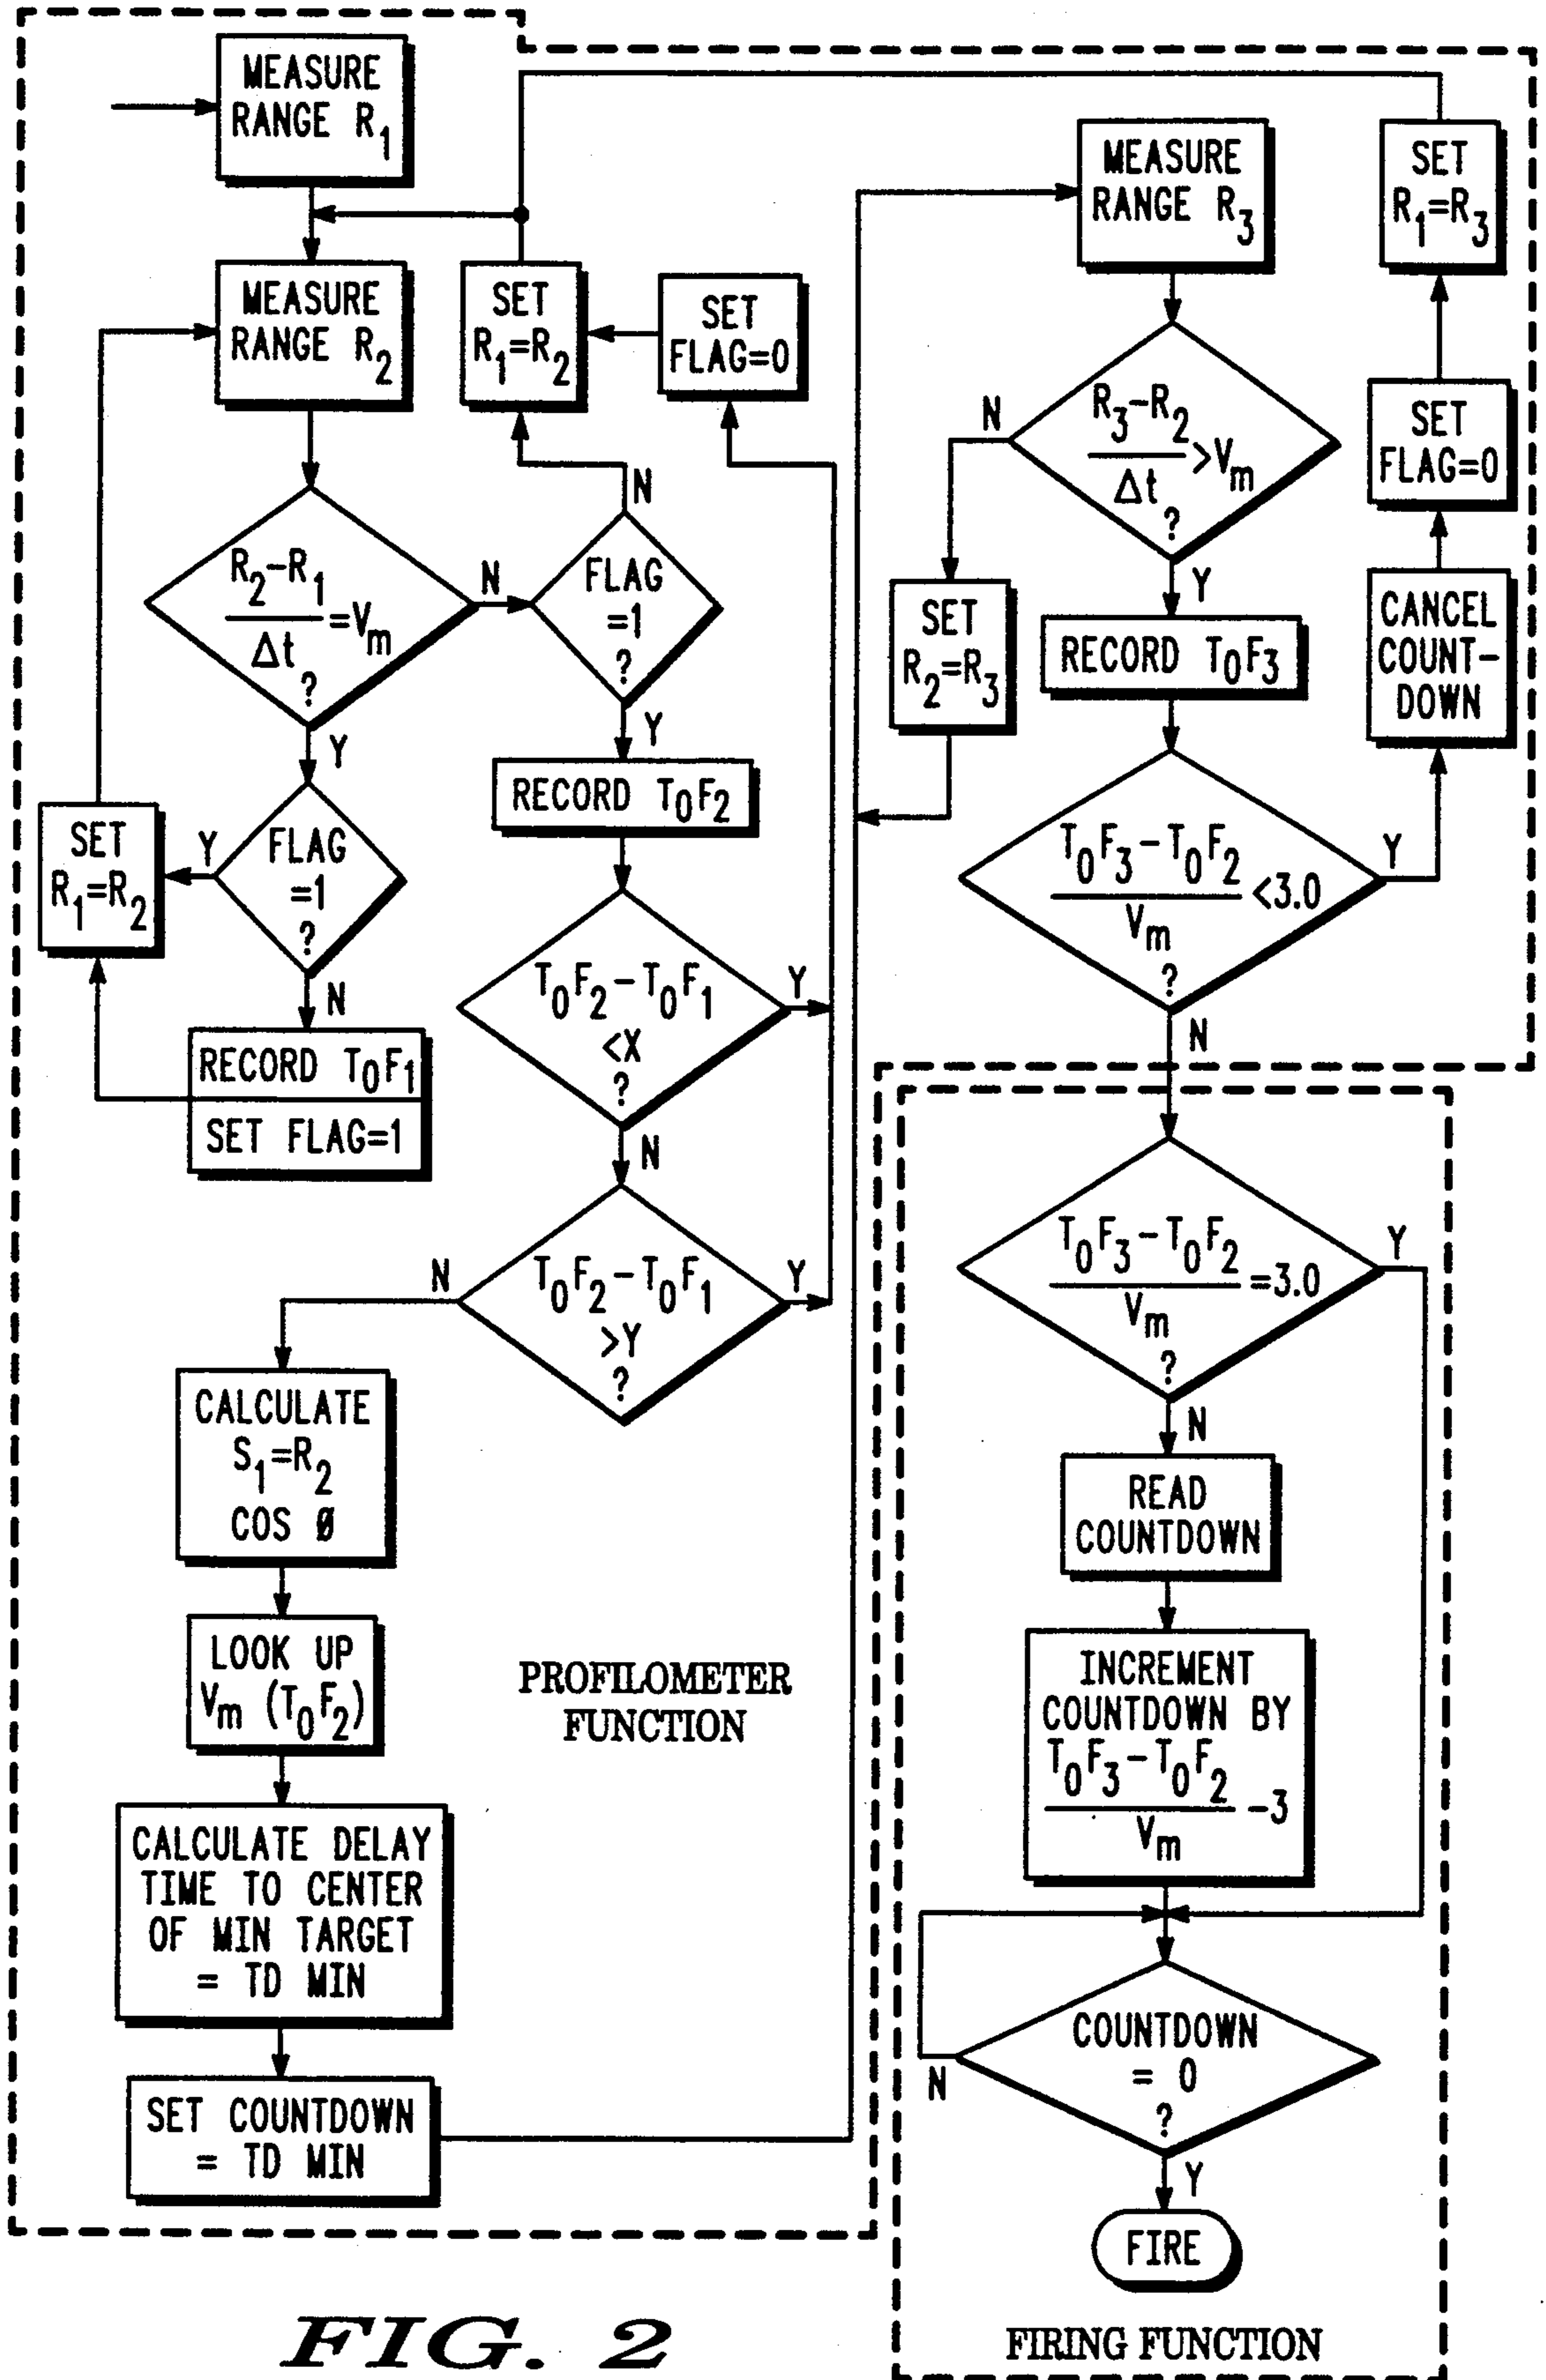 MEASURE
RANGE R1
MEASURE
RANGE R2
SET
R1=R2
SET
FLAG=0
R2-R1
Δt
=Vm
?
N
Y
FLAG
=1
?
N
Y
FLAG
=1
?
Y
N
SET
R1=R2
RECORD T0F1
SET FLAG=1
RECORD T0F2
T0F2-T0F1
<X
?
Y
N
T0F2-T0F1
>Y
?
Y
N
CALCULATE
S1=R2
COS Ø
LOOK UP
Vm (T0F2)
CALCULATE DELAY
TIME TO CENTER
OF MIN TARGET
= TD MIN
SET COUNTDOWN
= TD MIN
PROFILOMETER
FUNCTION
MEASURE
RANGE R3
SET
R1=R3
R3-R2
Δt
>Vm
?
N
Y
SET
FLAG=0
SET
R2=R3
RECORD T0F3
CANCEL
COUNT-
DOWN
T0F3-T0F2
Vm
<3.0
?
Y
N
T0F3-T0F2
Vm
=3.0
?
Y
N
READ
COUNTDOWN
INCREMENT
COUNTDOWN BY
T0F3-T0F2
Vm
-3
COUNTDOWN
= 0
?
N
Y
FIRE
FIRING FUNCTION
FIG. 2